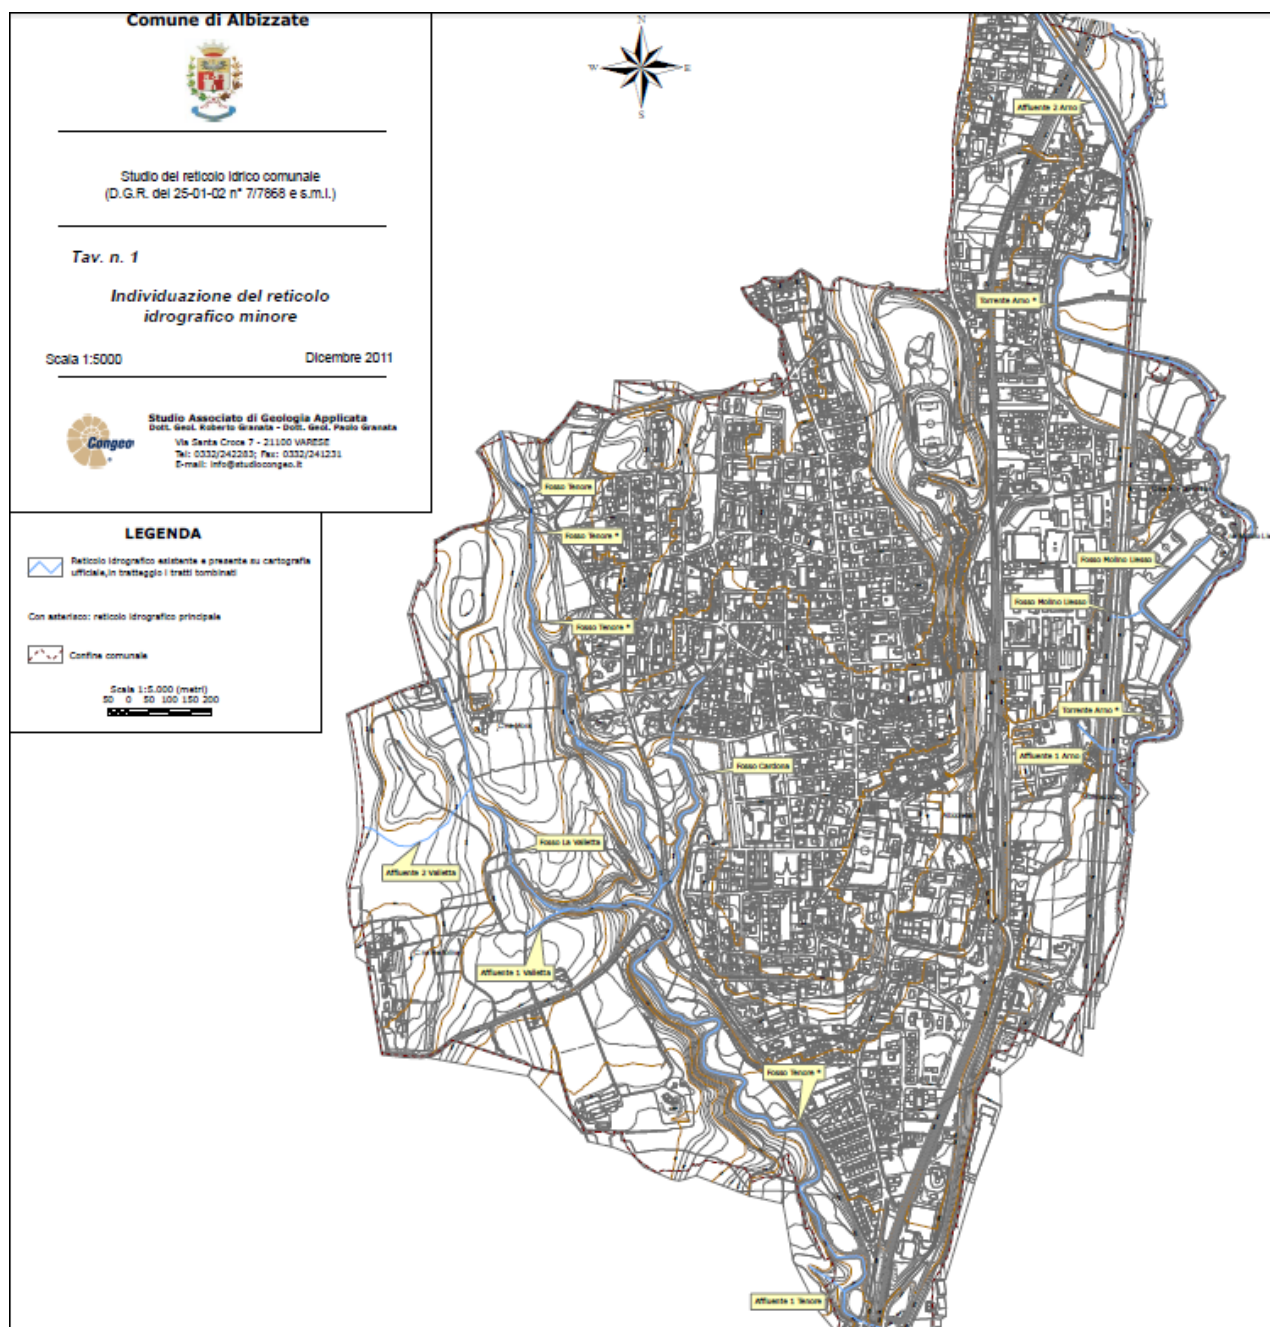 Comune di Albizzate
Studio del reticolo idrico comunale
(D.G.R. del 25-01-02 n° 7/7868 e s.m.i.)
Tav. n. 1
Individuazione del reticolo
idrografico minore
Scala 1:5000
Dicembre 2011
Congeo
Studio Associato di Geologia Applicata
Dott. Geol. Roberto Granata - Dott. Geol. Paolo Granata
Via Santa Croce 7 - 21100 VARESE
Tel: 0332/242283; Fax: 0332/241231
E-mail: info@studiocongeo.it
LEGENDA
Reticolo idrografico esistente e presente su cartografia
ufficiale,in tratteggio i tratti tombinati
Con asterisco: reticolo idrografico principale
Confine comunale
Scala 1:5.000 (metri)
50 0 50 100 150 200
N
W E
S
Affluente 2 Arno
Torrente Arno *
Fosso Tenore
Fosso Tenore *
Fosso Molino Uesso
Fosso Molino Uesso
Fosso Tenore *
Torrente Arno *
Affluente 1 Arno
Fosso Cardona
Fosso La Valletta
Affluente 2 Valletta
Affluente 1 Valletta
Fosso Tenore *
Affluente 1 Tenore